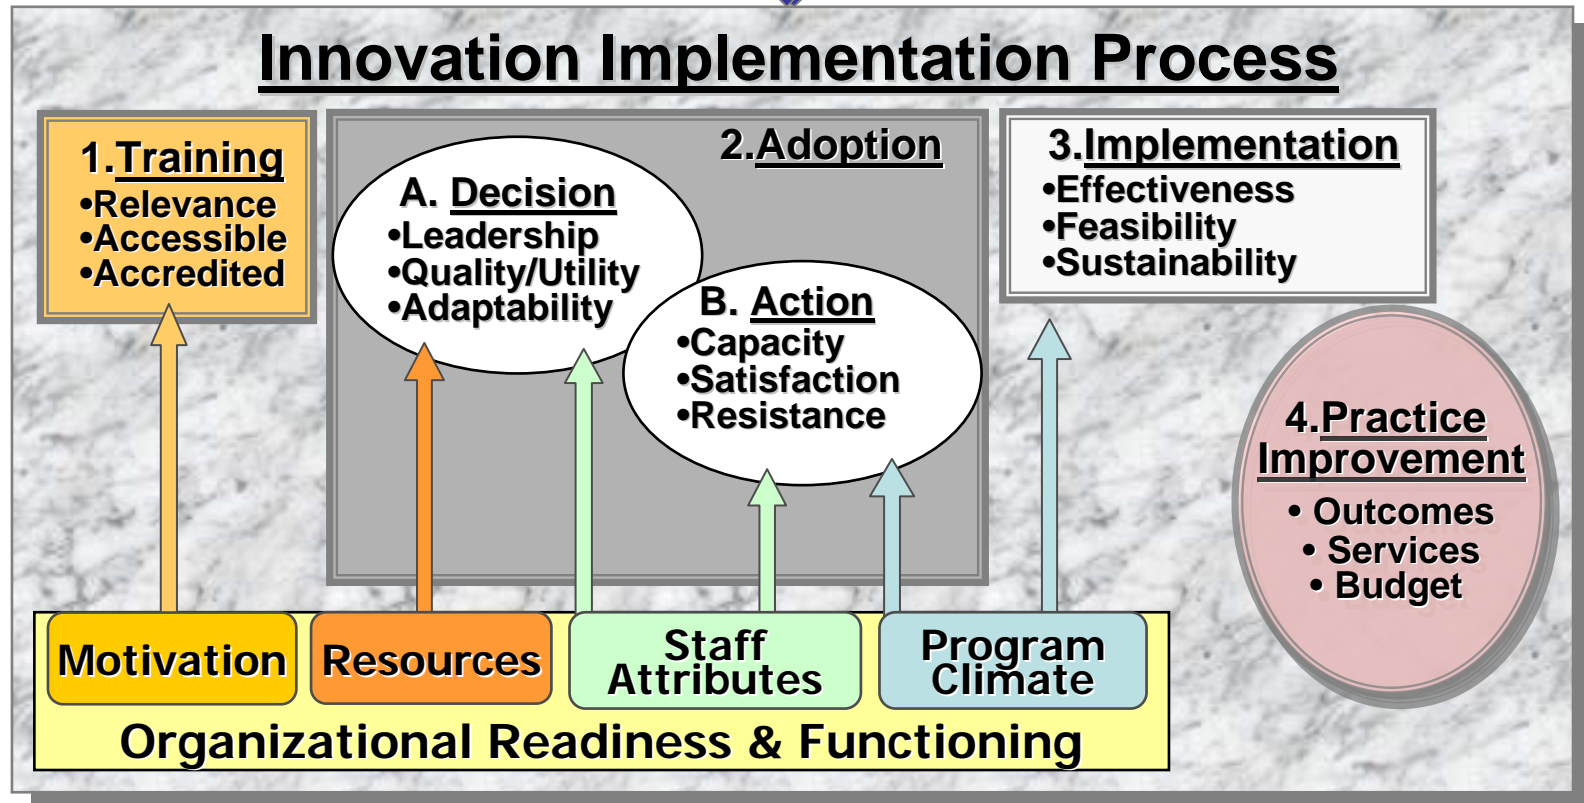 Innovation Implementation Process
1.Training
•Relevance
•Accessible
•Accredited
2.Adoption
A. Decision
•Leadership
•Quality/Utility
•Adaptability
B. Action
•Capacity
•Satisfaction
•Resistance
3.Implementation
•Effectiveness
•Feasibility
•Sustainability
4.Practice
Improvement
• Outcomes
• Services
• Budget
Motivation
Resources
Staff
Attributes
Program
Climate
Organizational Readiness & Functioning